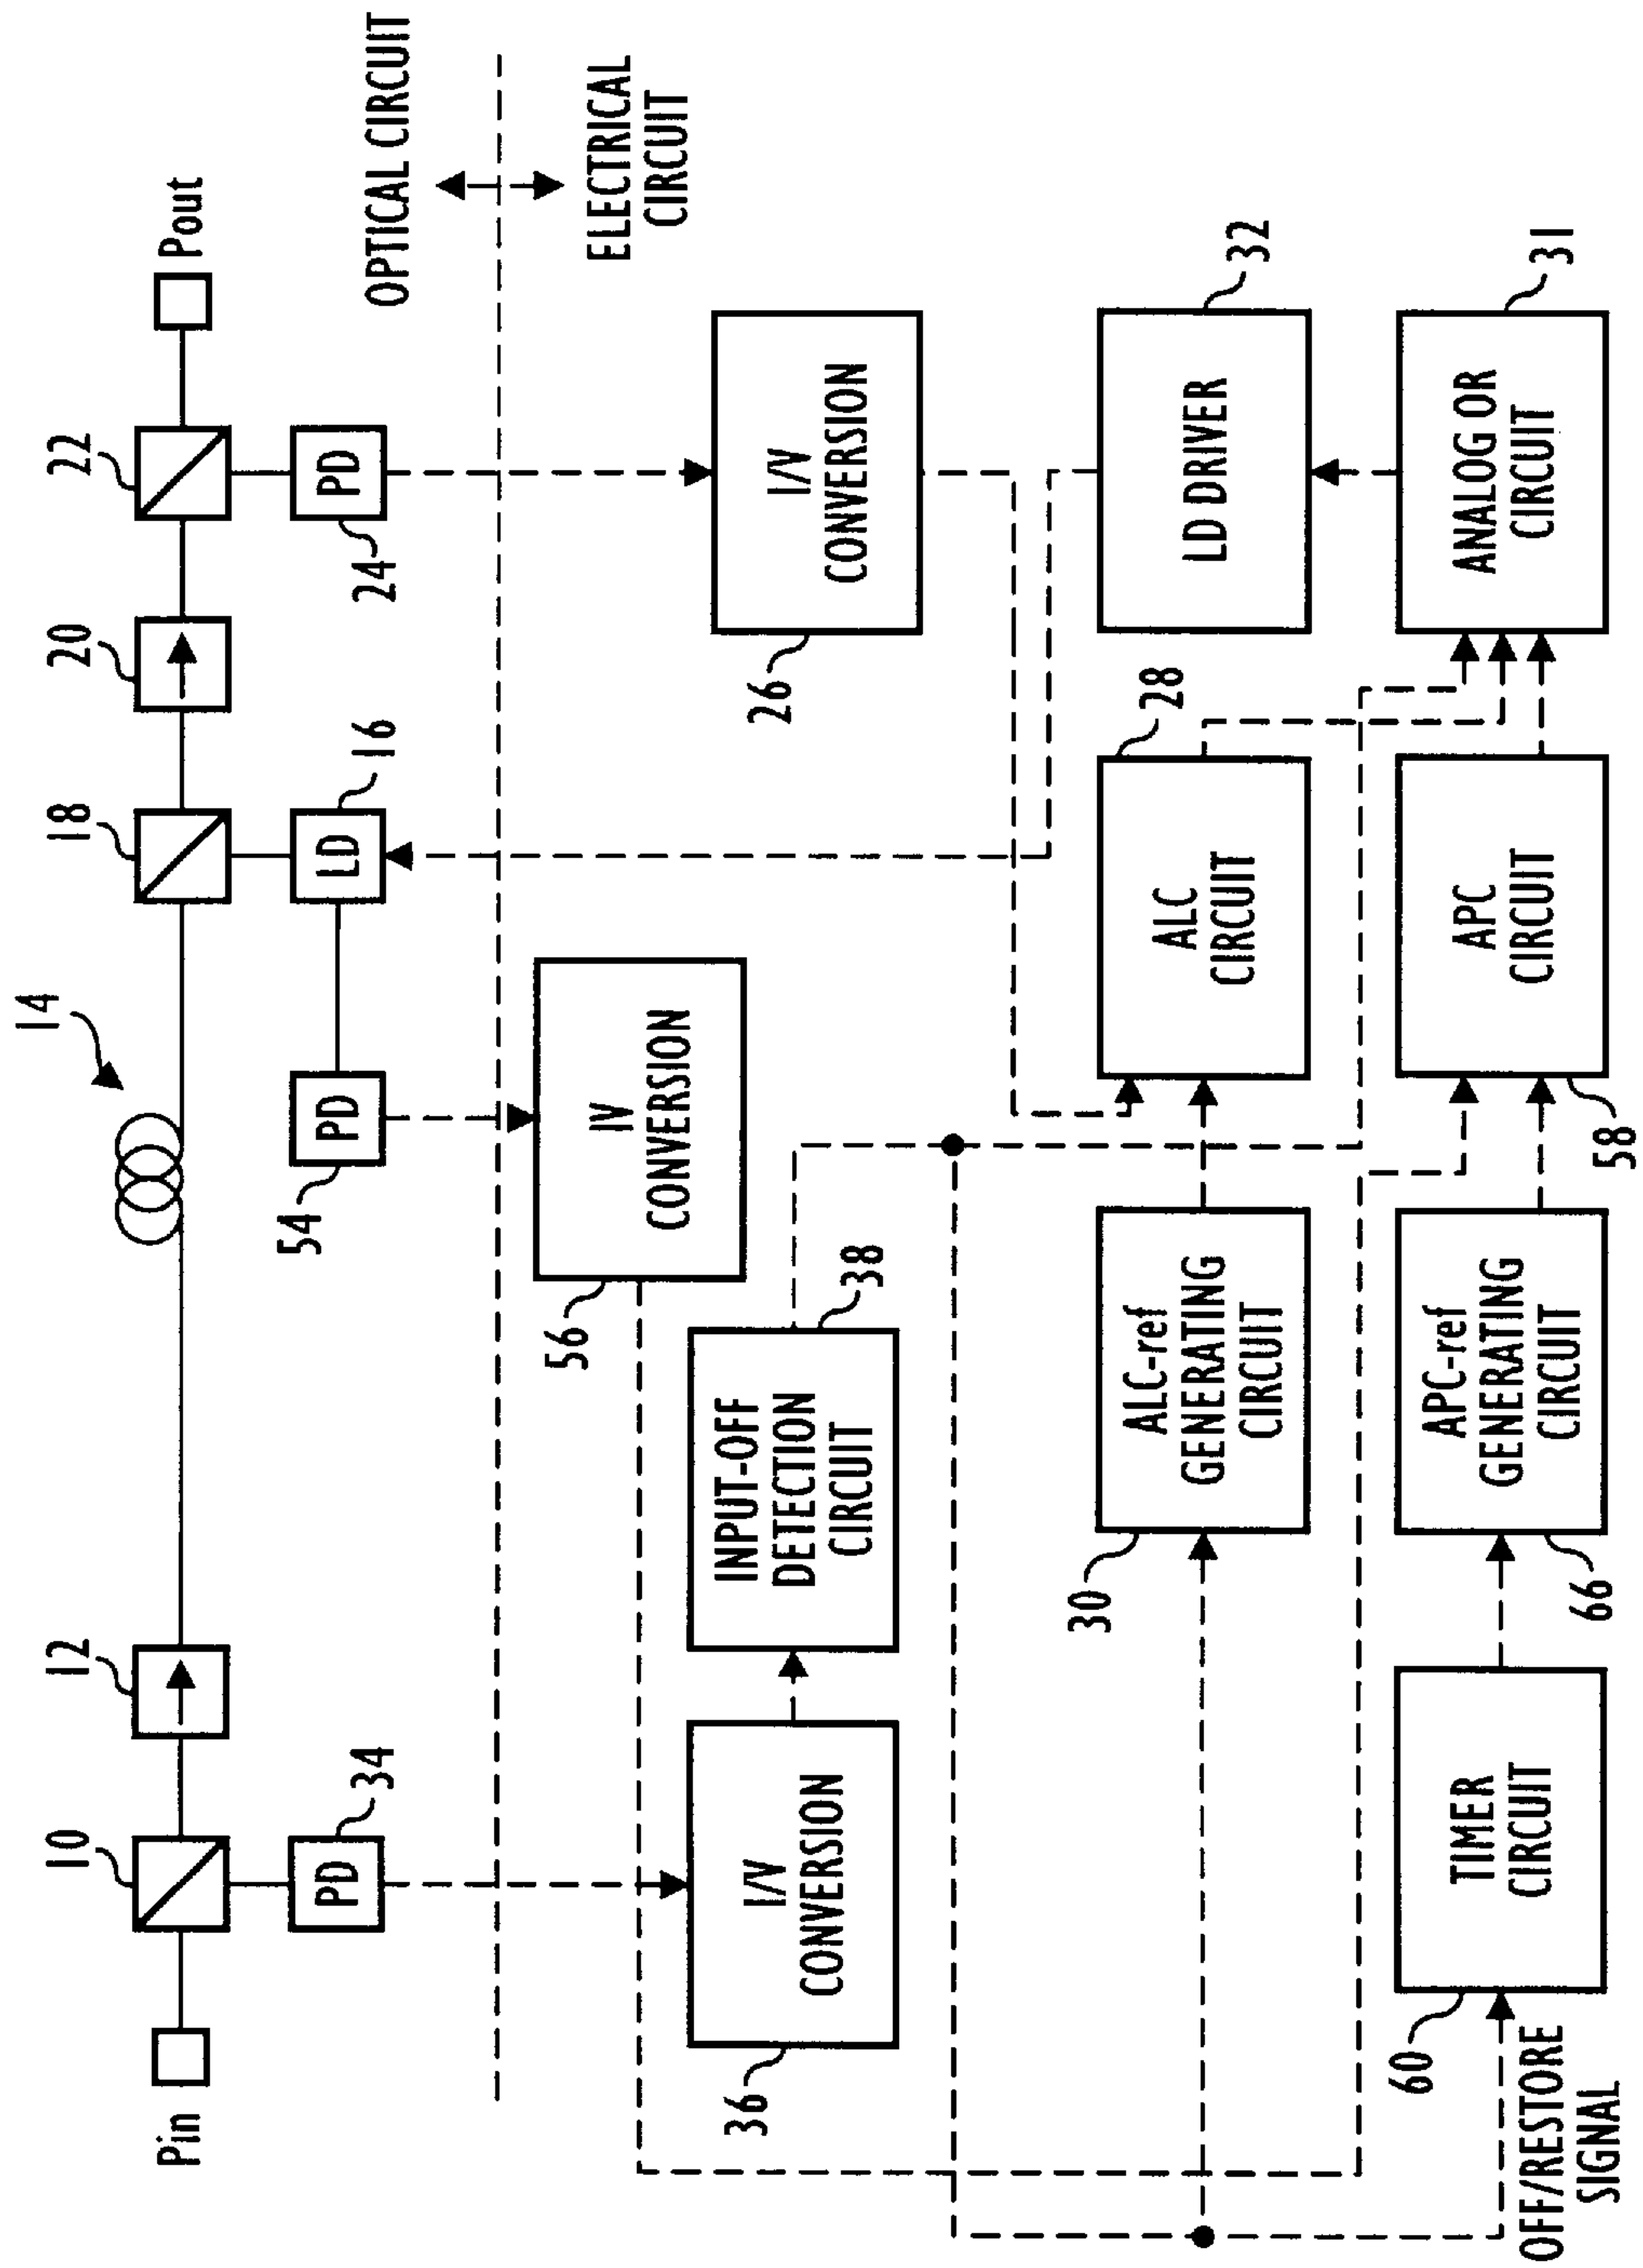 10
12
14
18
20
22
Pin
Pout
PD
34
PD
54
LD
16
PD
24
OPTICAL CIRCUIT
ELECTRICAL
CIRCUIT
IV
CONVERSION
56
I/V
CONVERSION
36
INPUT-OFF
DETECTION
CIRCUIT
38
I/V
CONVERSION
26
ALC-ref
GENERATING
CIRCUIT
30
ALC
CIRCUIT
28
LD DRIVER
32
TIMER
CIRCUIT
60
APC-ref
GENERATING
CIRCUIT
66
APC
CIRCUIT
58
ANALOG OR
CIRCUIT
31
OFF/RESTORE
SIGNAL